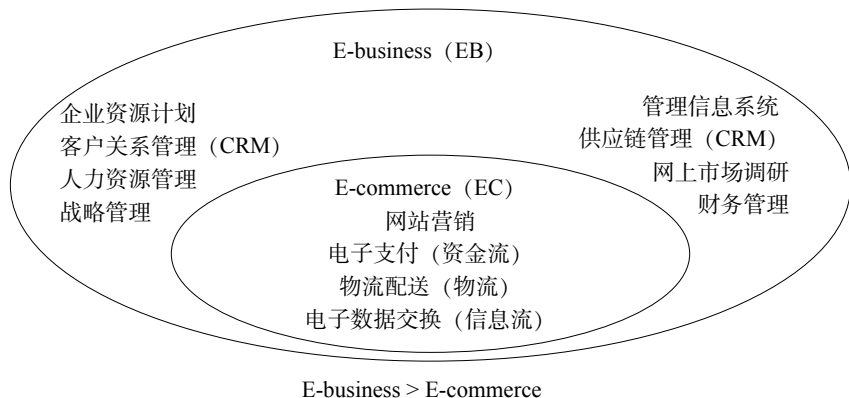 E-business（EB）
企业资源计划
客户关系管理（CRM）
人力资源管理
战略管理
管理信息系统
供应链管理（CRM）
网上市场调研
财务管理
E-commerce（EC）
网站营销
电子支付（资金流）
物流配送（物流）
电子数据交换（信息流）
E-business > E-commerce